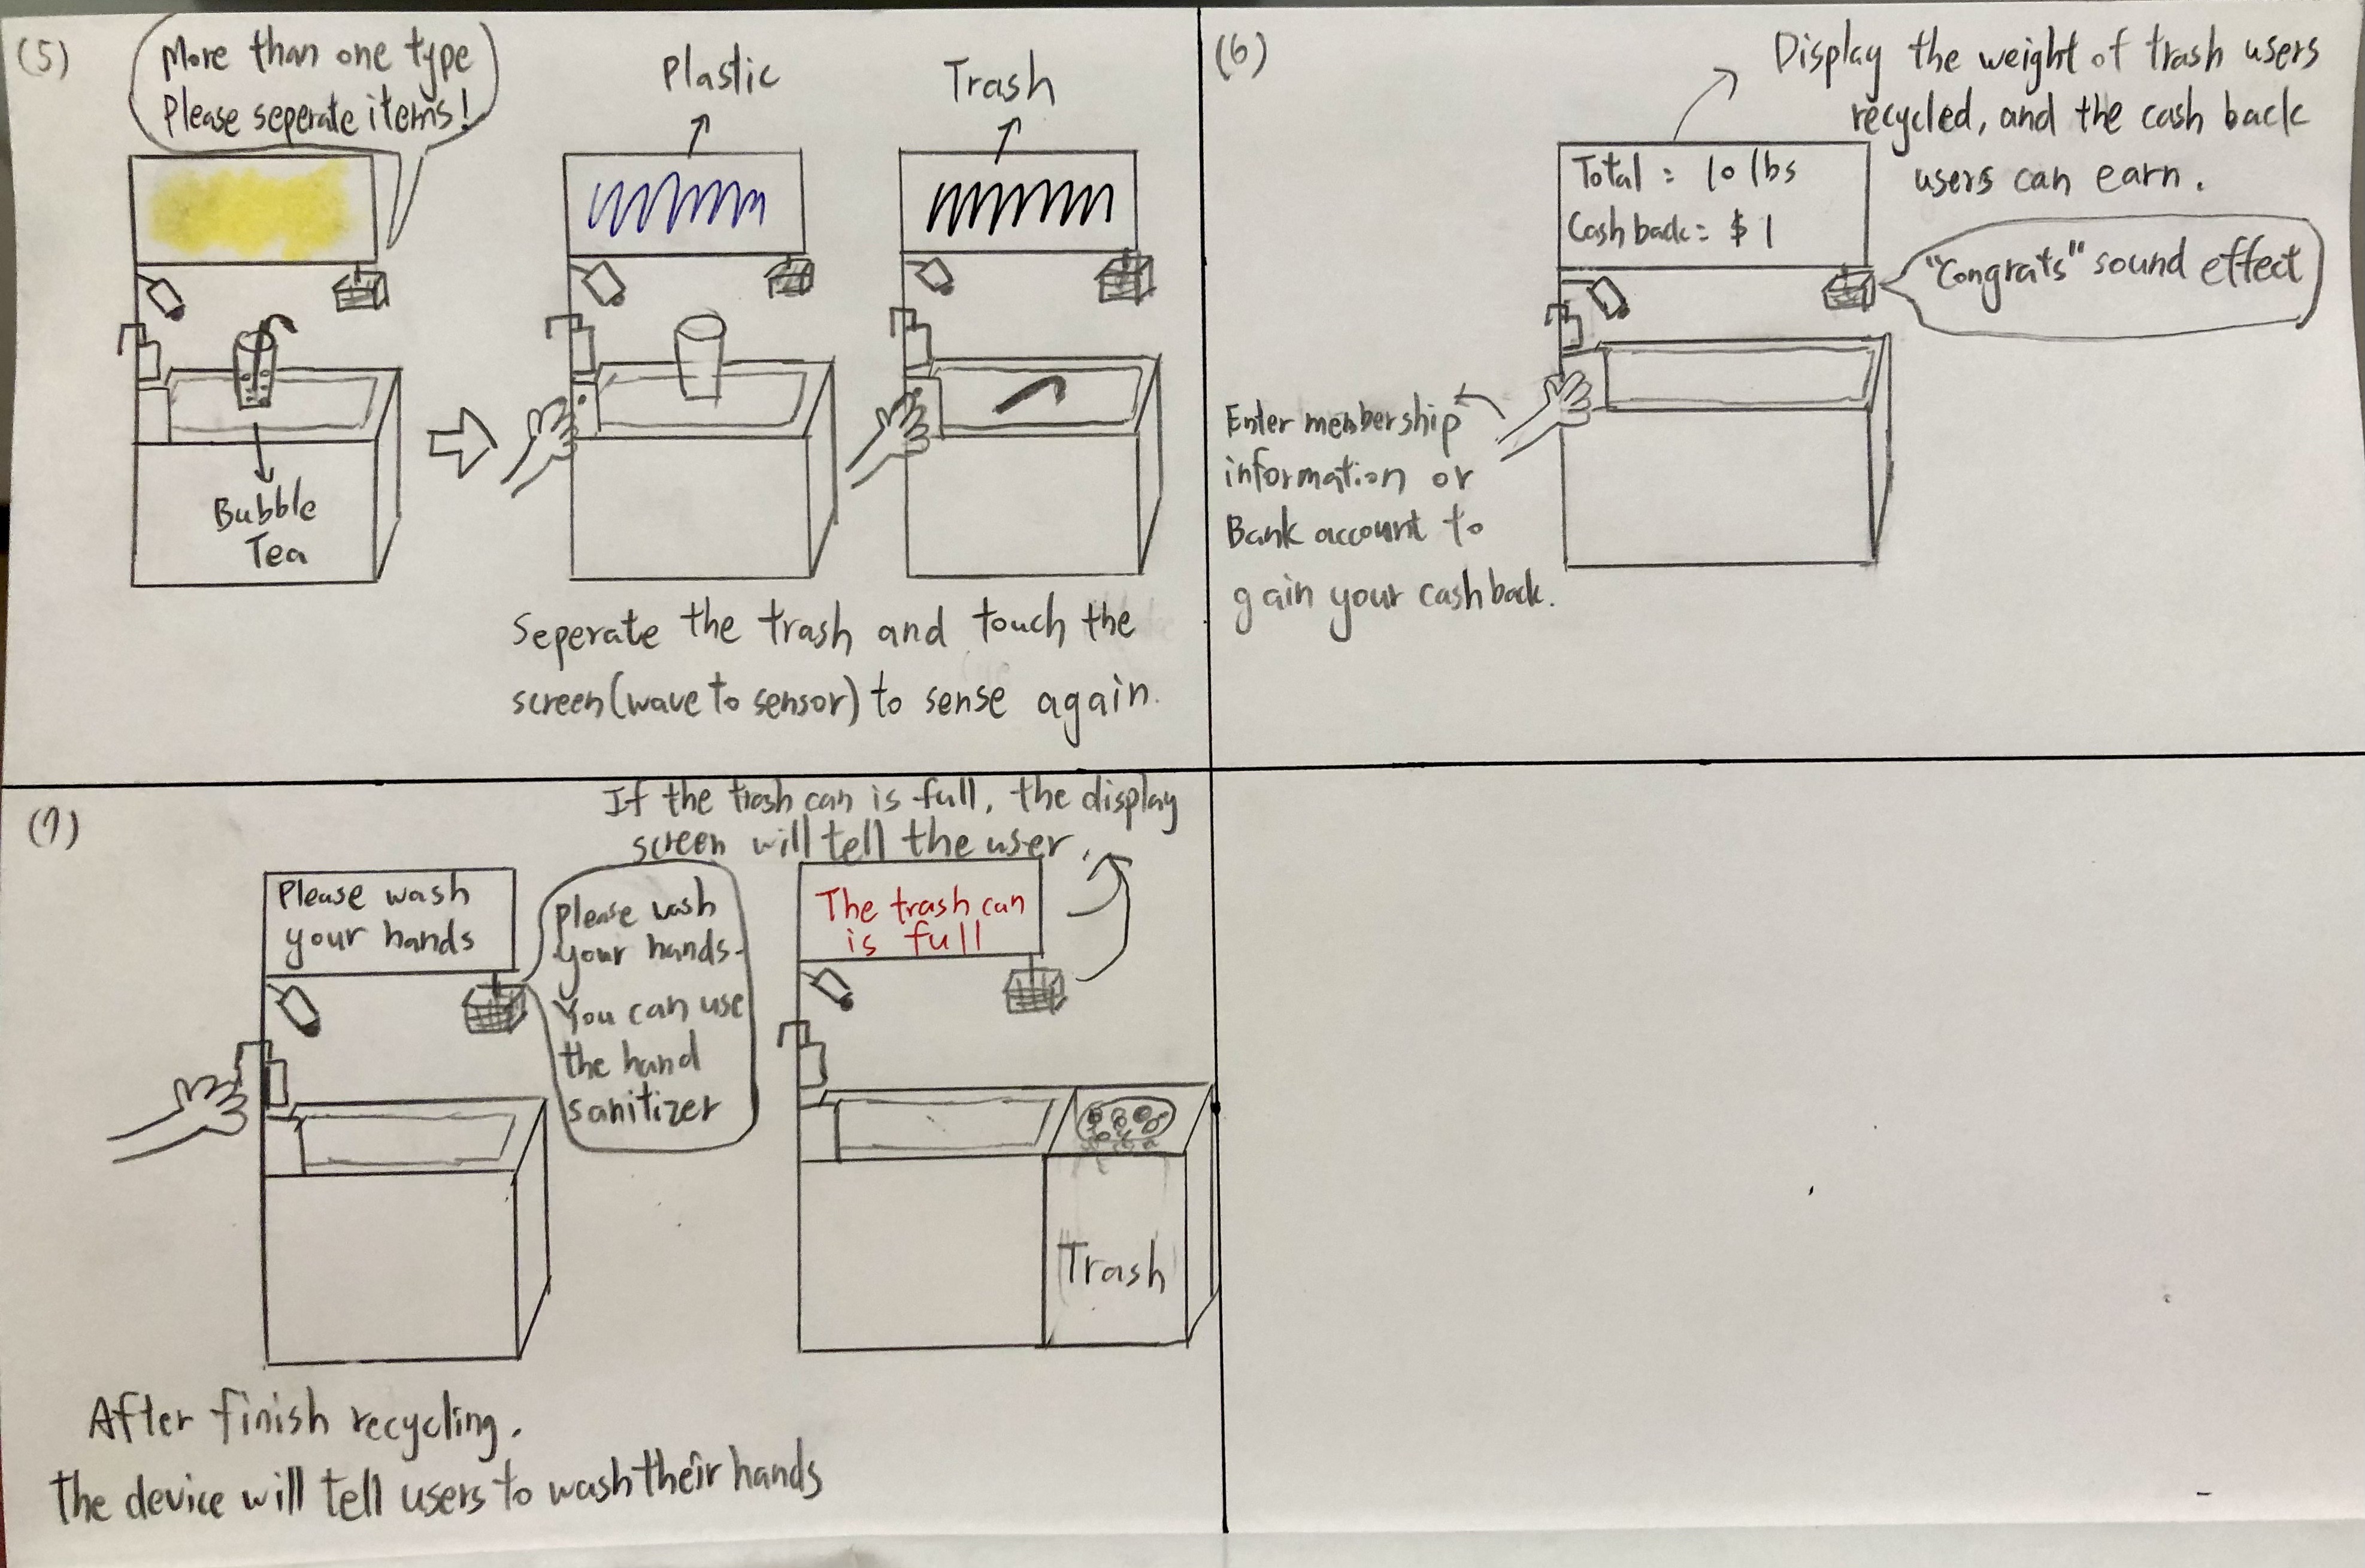 (5)
More than one type
Please seperate items!
Plastic
Trash
Bubble
Tea
Seperate the trash and touch the
screen (wave to sensor) to sense again.
(6)
Display the weight of trash users
recycled, and the cash back
users can earn.
Total = 10 lbs
Cash back = $1
"Congrats" sound effect
Enter membership
information or
Bank account to
gain your cash back.
(7)
If the trash can is full, the display
screen will tell the user.
Please wash
your hands
Please wash
your hands.
You can use
the hand
sanitizer
The trash can
is full
Trash
After finish recycling.
the device will tell users to wash their hands